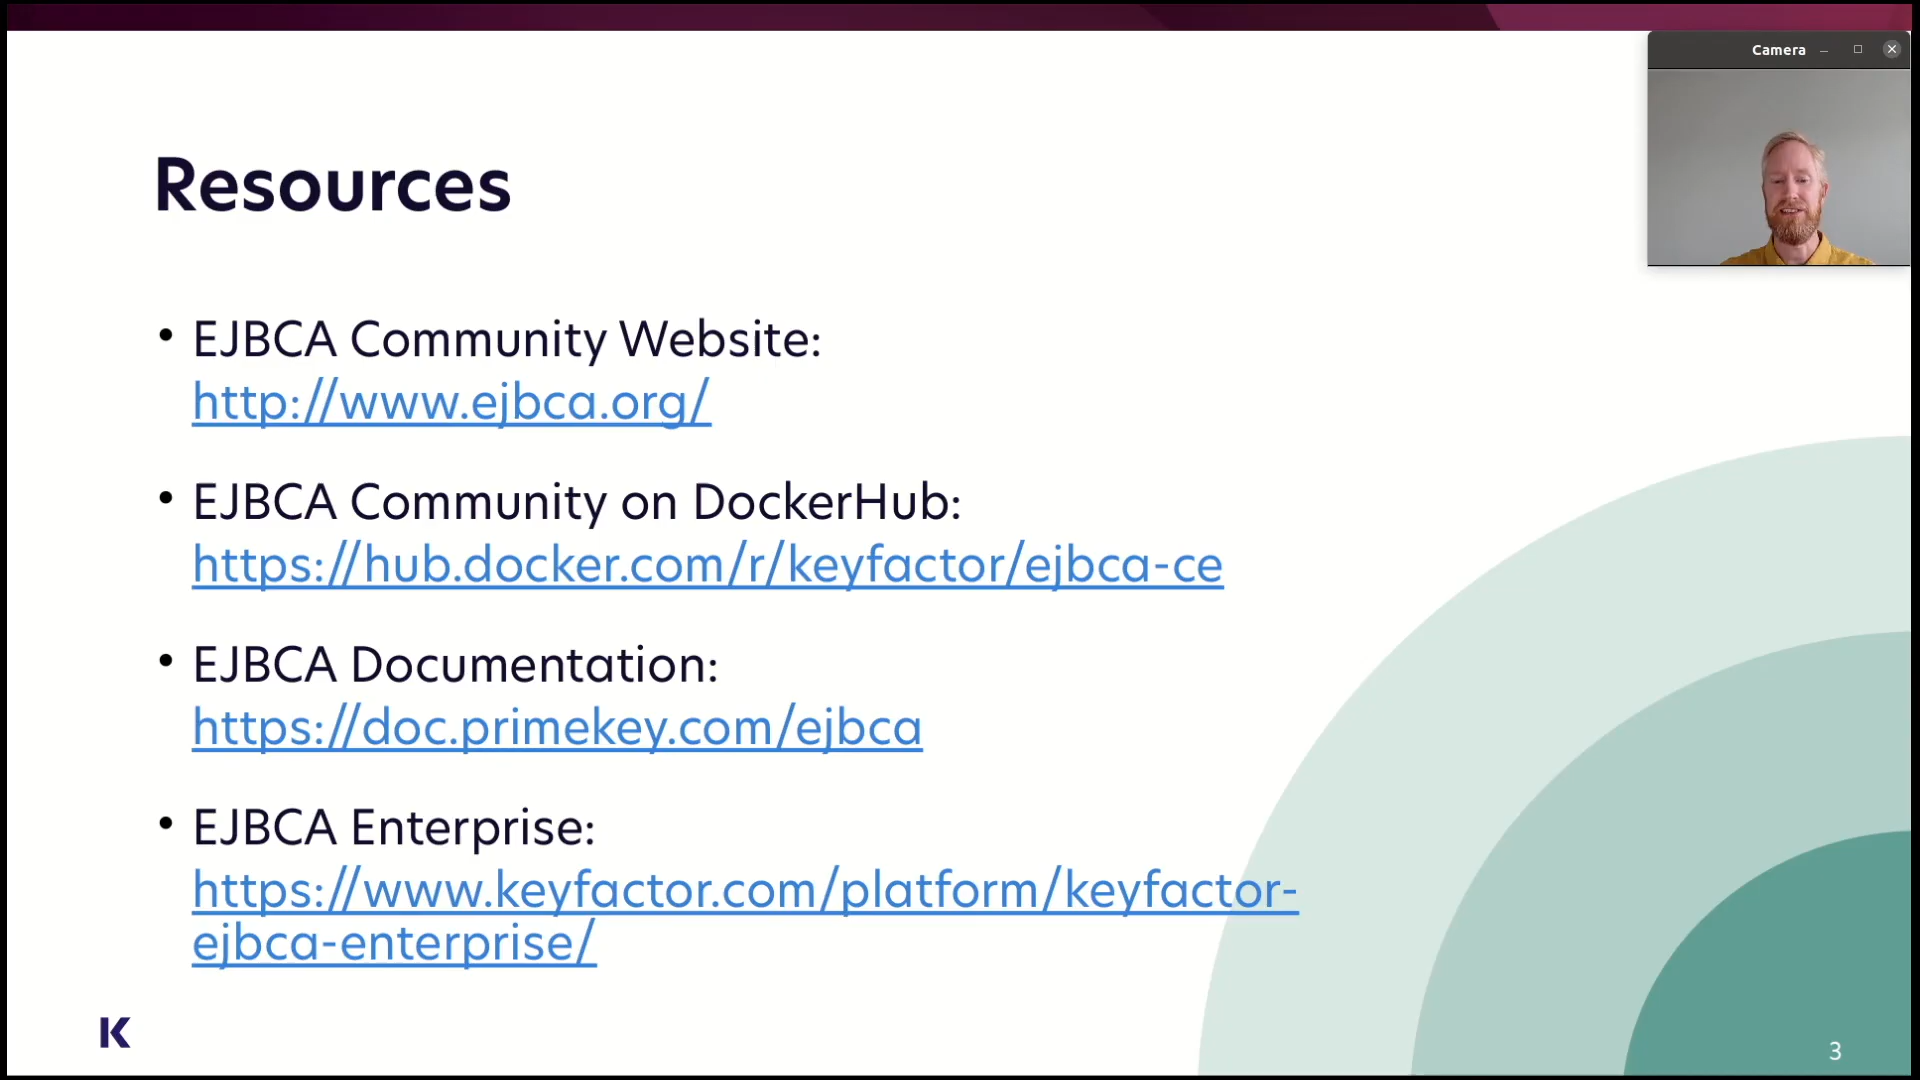 Camera
Resources
• EJBCA Community Website:
http://www.ejbca.org/
• EJBCA Community on DockerHub:
https://hub.docker.com/r/keyfactor/ejbca-ce
• EJBCA Documentation:
https://doc.primekey.com/ejbca
• EJBCA Enterprise:
https://www.keyfactor.com/platform/keyfactor-
ejbca-enterprise/
K
3